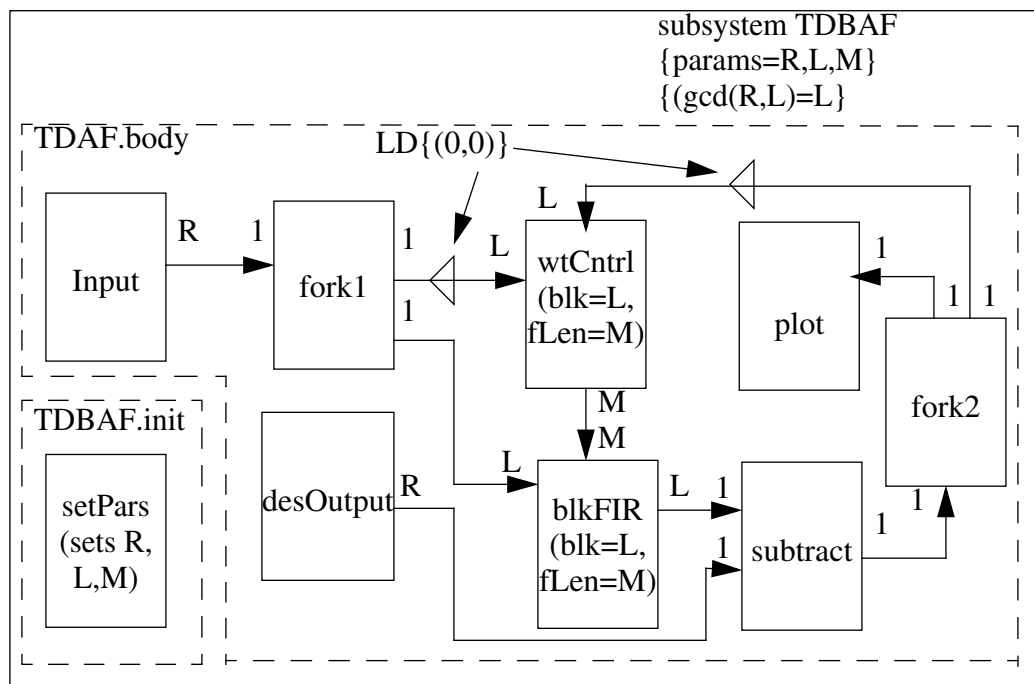 subsystem TDBAF
{params=R,L,M}
{(gcd(R,L)=L}
TDAF.body
LD{(0,0)}
Input
R
1
fork1
1
1
L
L
wtCntrl
(blk=L,
fLen=M)
1
plot
1
1
fork2
M
M
TDBAF.init
setPars
(sets R,
L,M)
desOutput
R
L
blkFIR
(blk=L,
fLen=M)
L
1
1
subtract
1
1